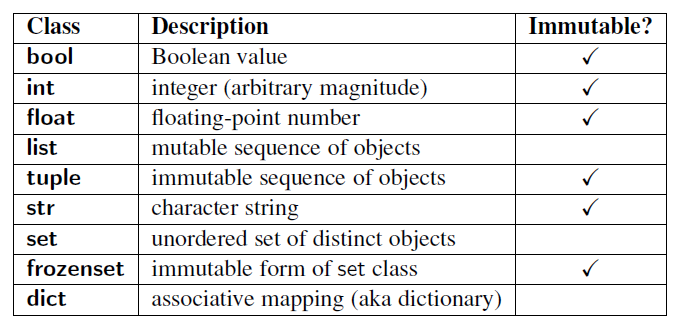 Class Description Immutable?
bool Boolean value ✓
int integer (arbitrary magnitude) ✓
float floating-point number ✓
list mutable sequence of objects
tuple immutable sequence of objects ✓
str character string ✓
set unordered set of distinct objects
frozenset immutable form of set class ✓
dict associative mapping (aka dictionary)